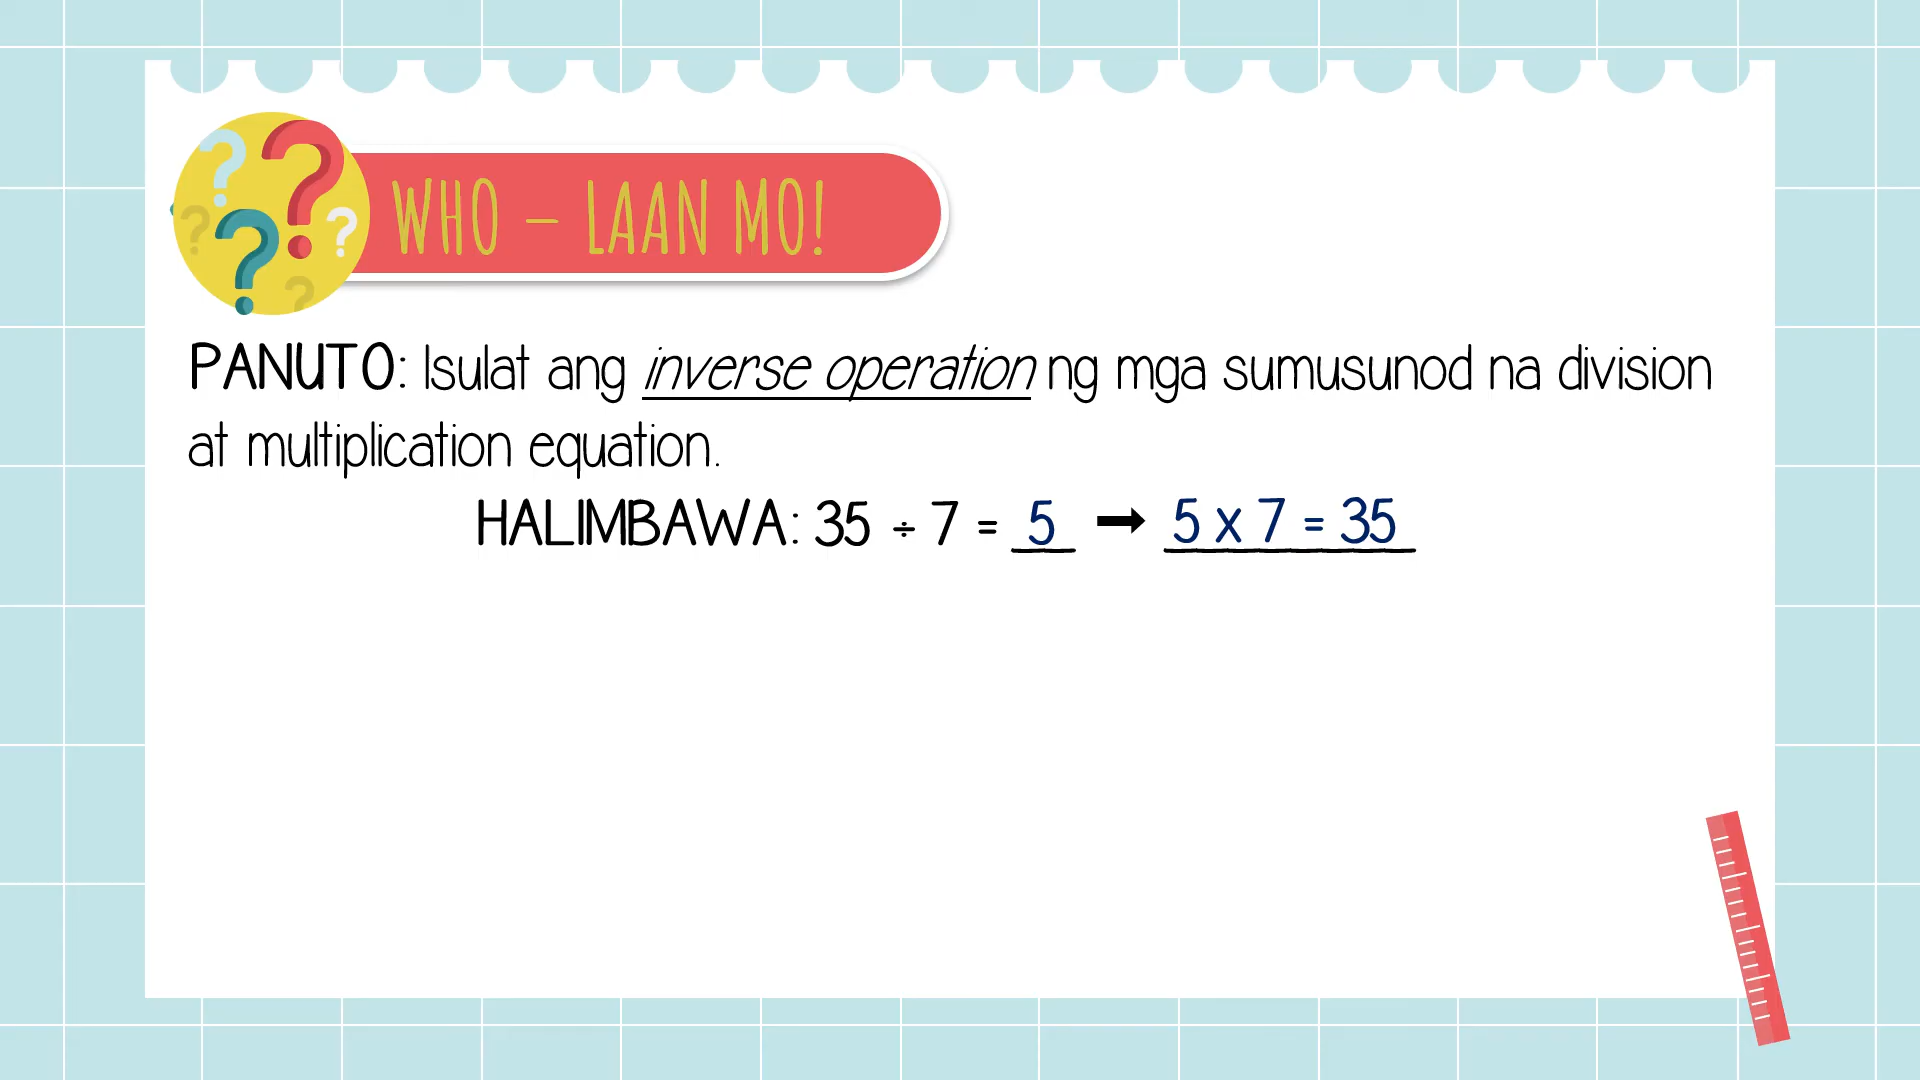 WHO – LAAN MO!
PANUTO: Isulat ang inverse operation ng mga sumusunod na division
at multiplication equation.
HALIMBAWA: 35 ÷ 7 = 5 ➡ 5 x 7 = 35